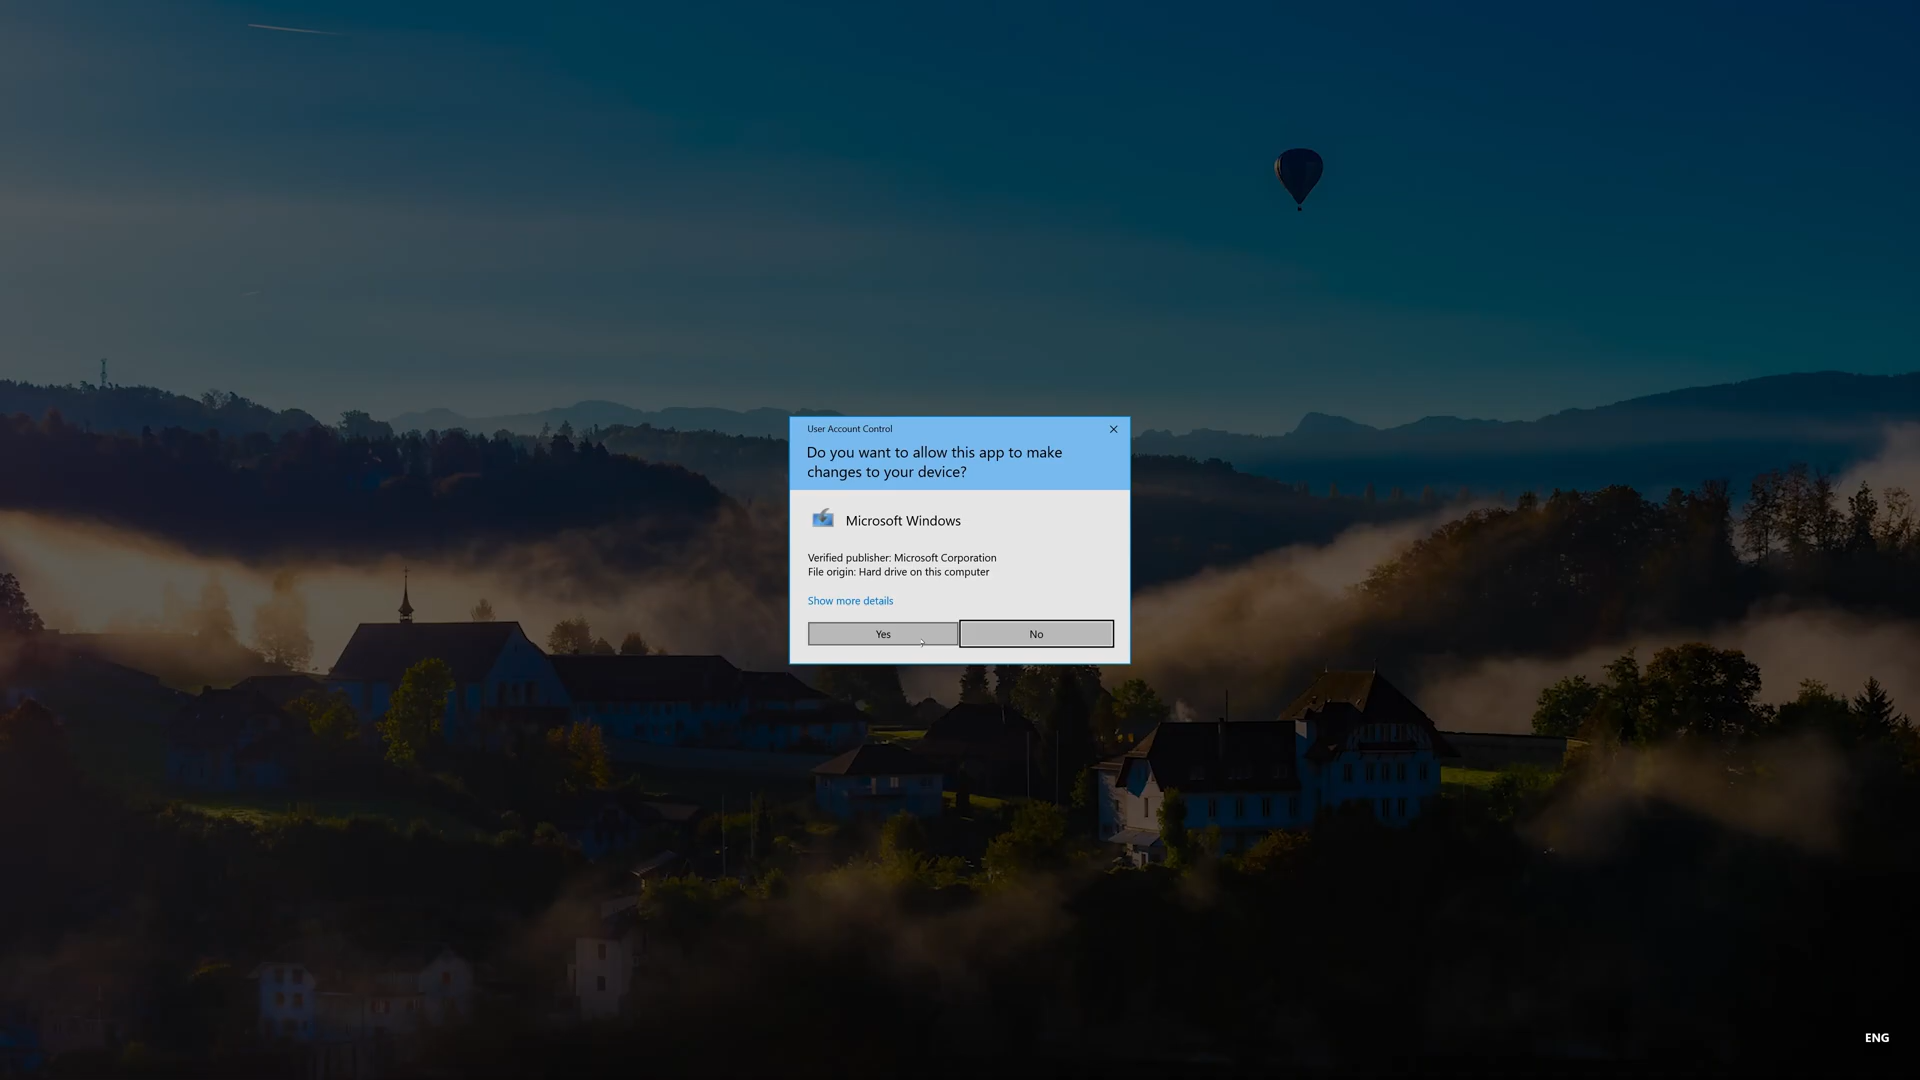 User Account Control
Do you want to allow this app to make
changes to your device?
Microsoft Windows
Verified publisher: Microsoft Corporation
File origin: Hard drive on this computer
Show more details
Yes
No
ENG